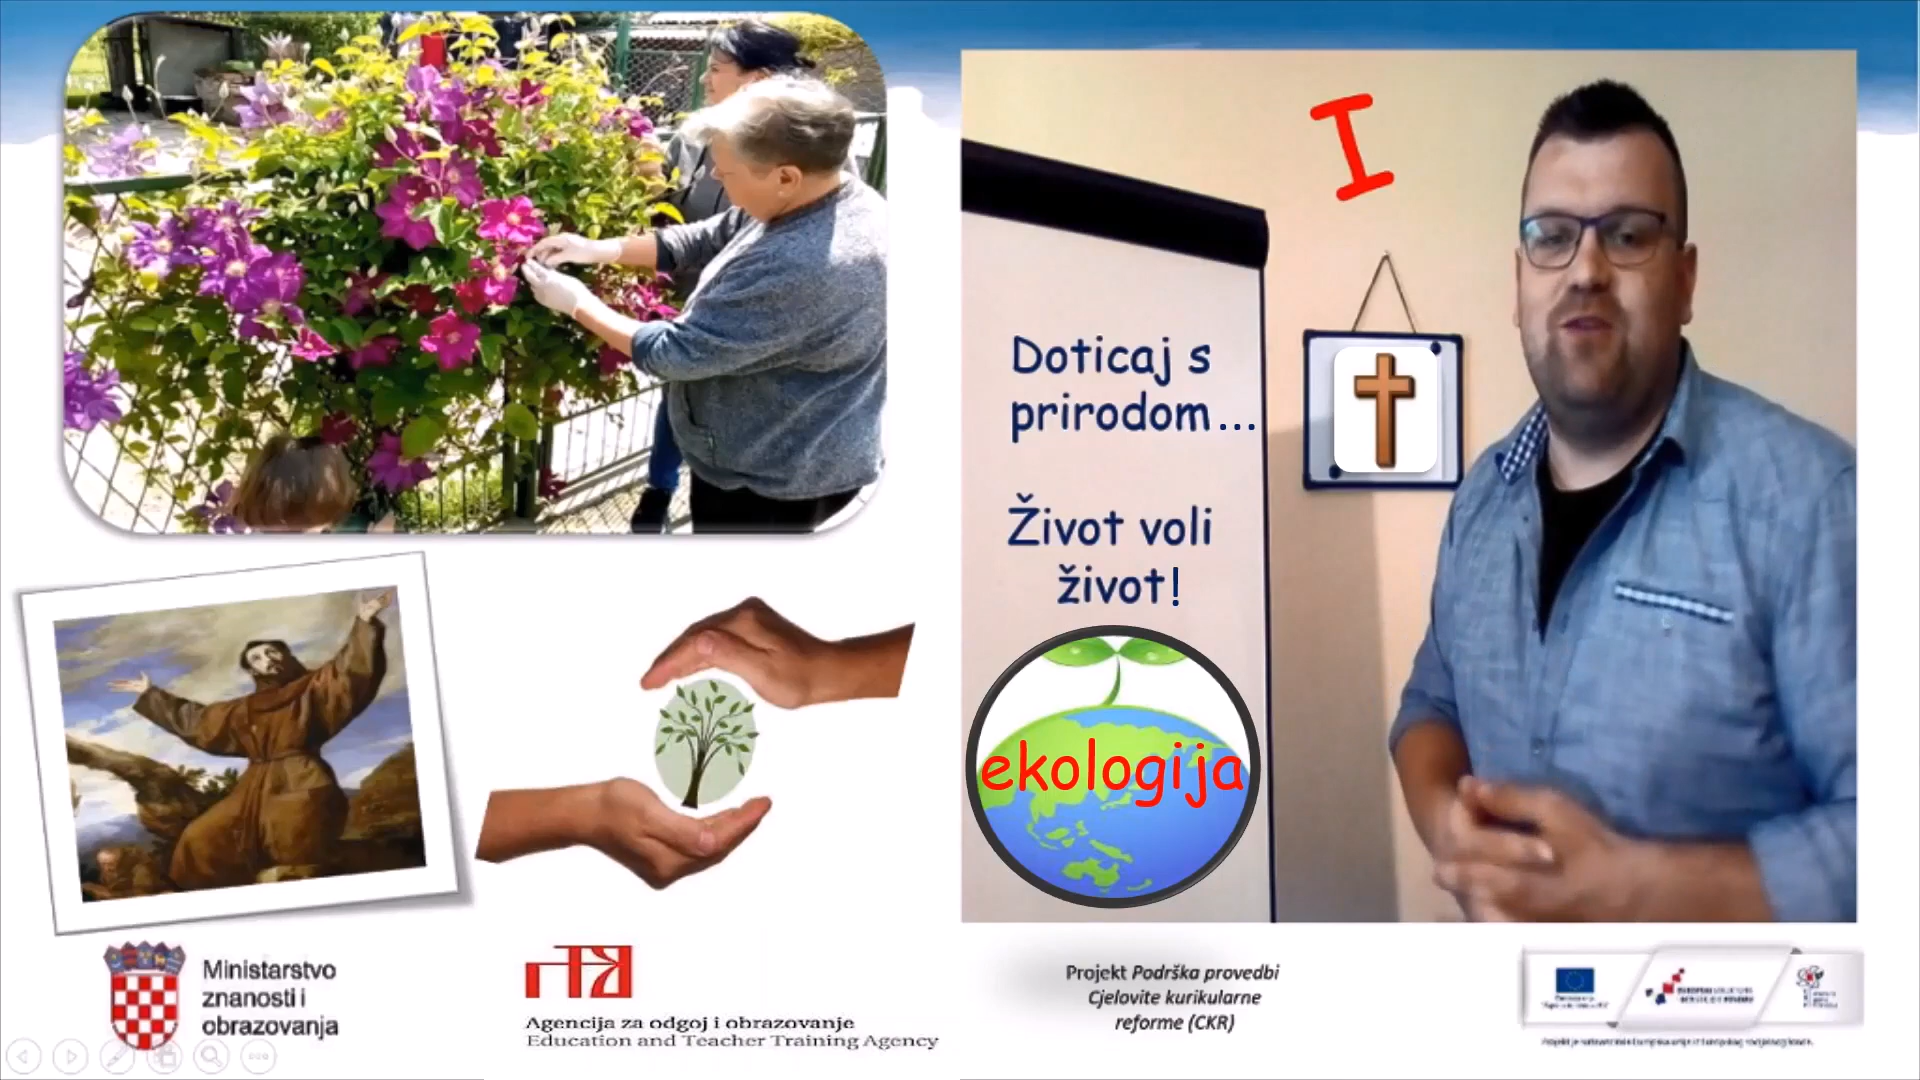 I
Doticaj s
prirodom...
Život voli
život!
ekologija
Ministarstvo
znanosti i
obrazovanja
Agencija za odgoj i obrazovanje
Education and Teacher Training Agency
Projekt Podrška provedbi
Cjelovite kurikularne
reforme (CKR)